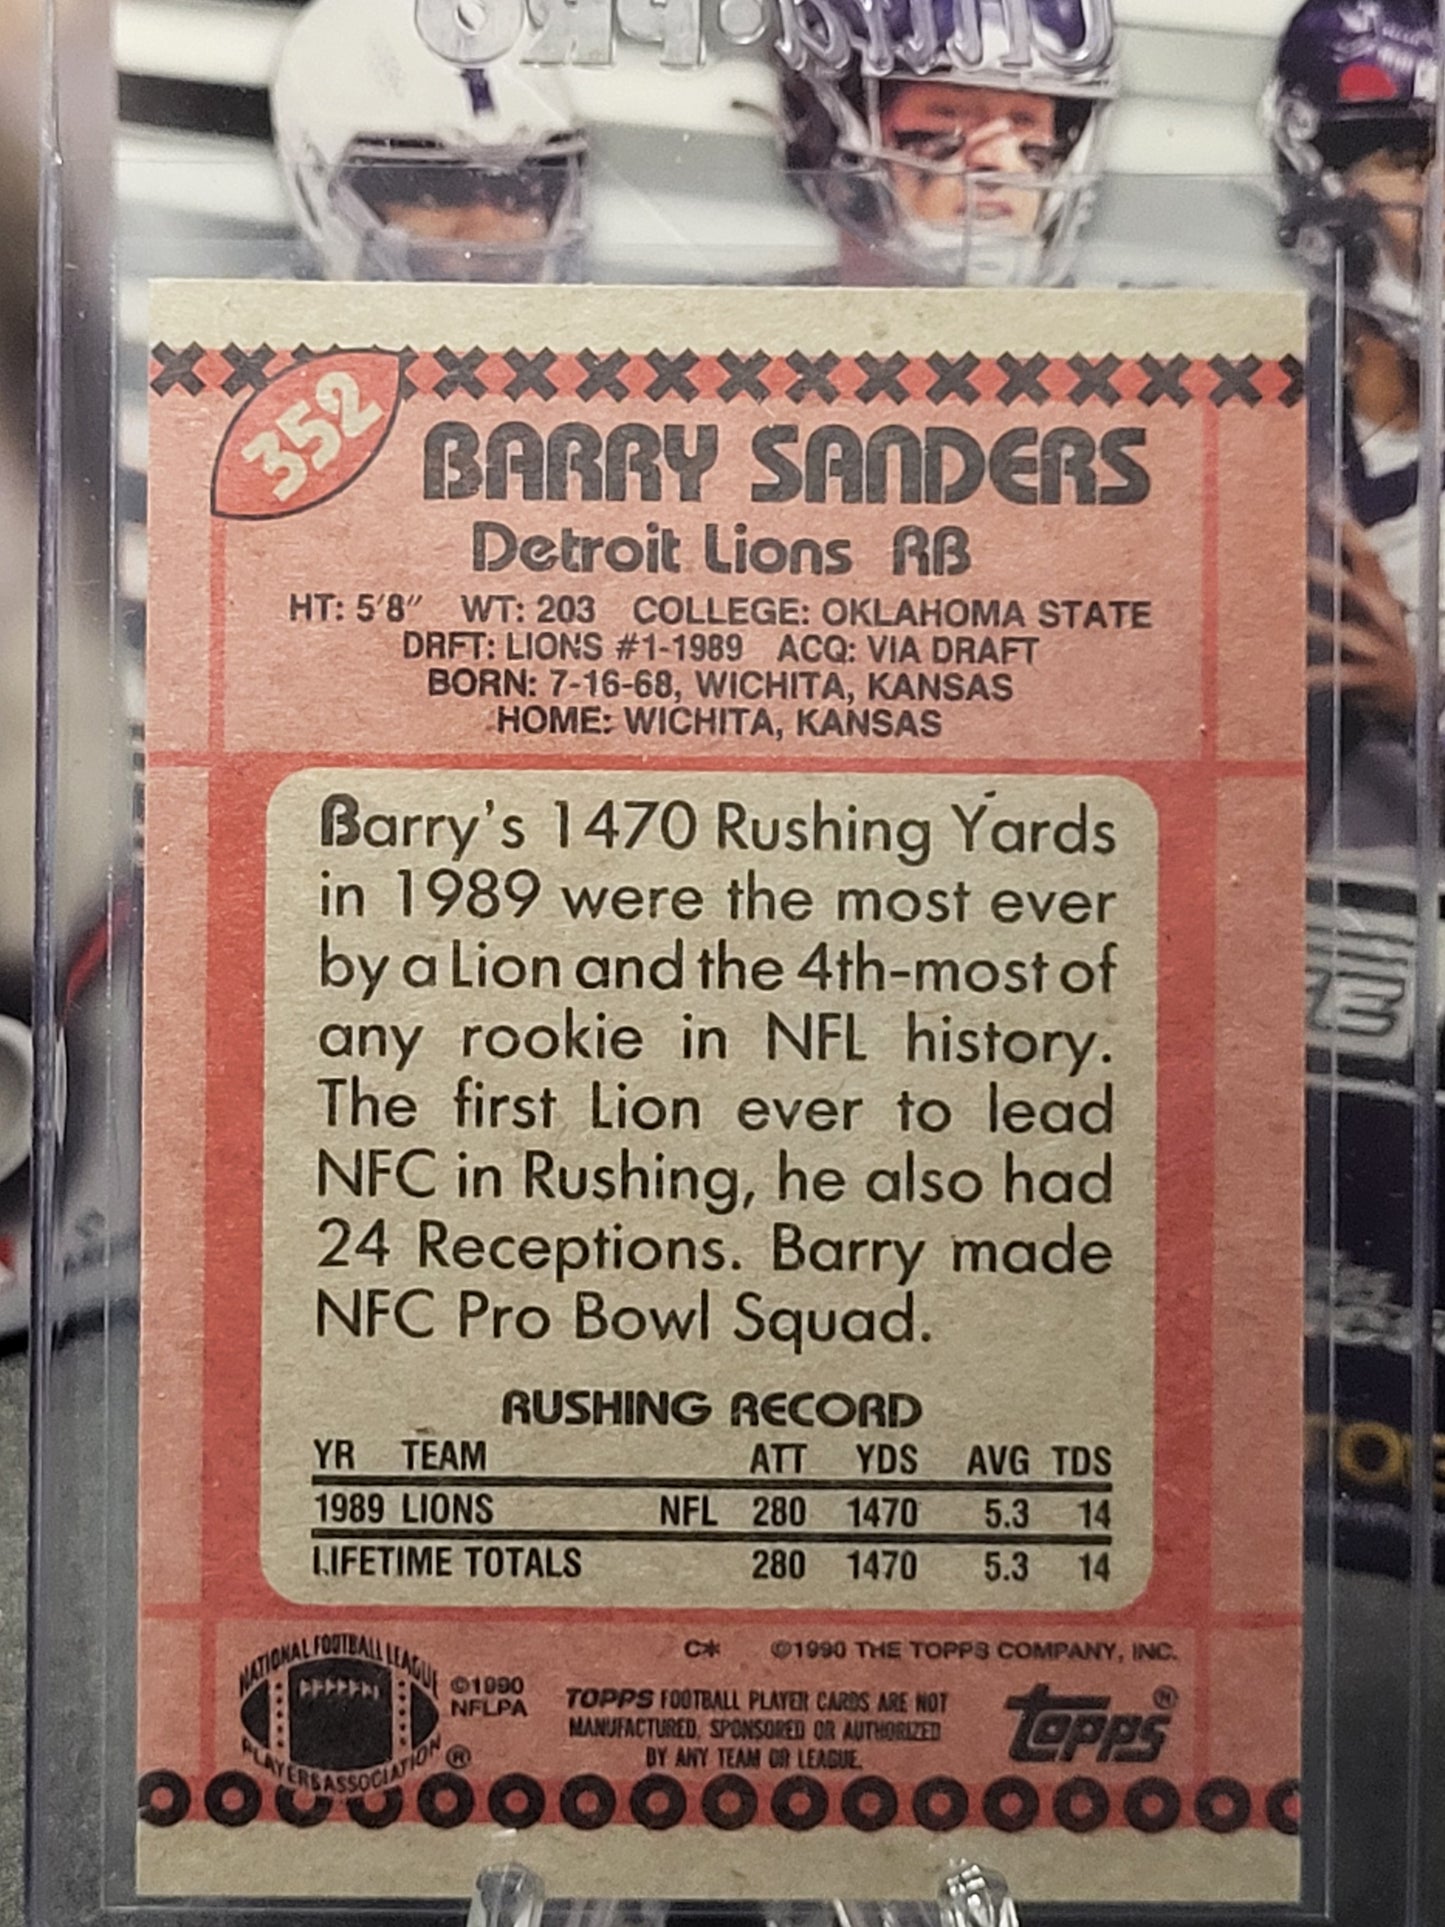 352
BARRY SANDERS
Detroit Lions RB
HT: 5'8" WT: 203 COLLEGE: OKLAHOMA STATE
DRFT: LIONS #1-1989 ACQ: VIA DRAFT
BORN: 7-16-68, WICHITA, KANSAS
HOME: WICHITA, KANSAS
Barry's 1470 Rushing Yards
in 1989 were the most ever
by a Lion and the 4th-most of
any rookie in NFL history.
The first Lion ever to lead
NFC in Rushing, he also had
24 Receptions. Barry made
NFC Pro Bowl Squad.
RUSHING RECORD
YR TEAM ATT YDS AVG TDS
1989 LIONS NFL 280 1470 5.3 14
LIFETIME TOTALS 280 1470 5.3 14
C* ©1990 THE TOPPS COMPANY, INC.
NATIONAL FOOTBALL LEAGUE
PLAYERS ASSOCIATION ®
©1990
NFLPA
TOPPS FOOTBALL PLAYER CARDS ARE NOT
MANUFACTURED, SPONSORED OR AUTHORIZED
BY ANY TEAM OR LEAGUE.
topps ®